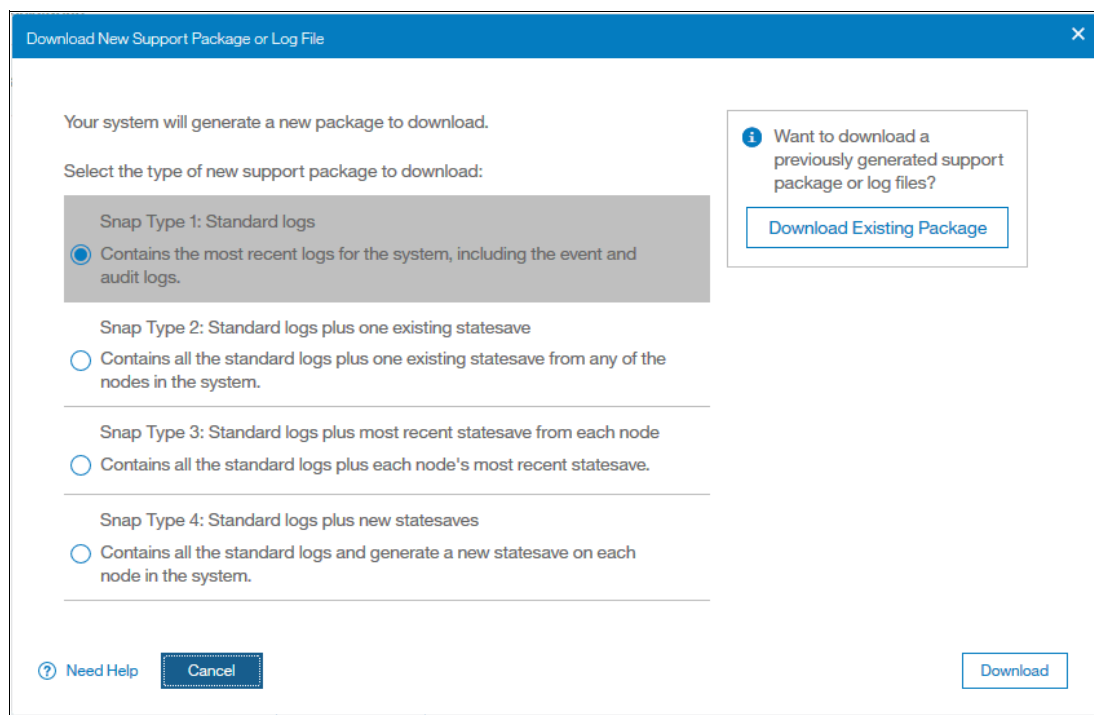 Download New Support Package or Log File
Your system will generate a new package to download.
Select the type of new support package to download:
Snap Type 1: Standard logs
Contains the most recent logs for the system, including the event and
audit logs.
Snap Type 2: Standard logs plus one existing statesave
Contains all the standard logs plus one existing statesave from any of the
nodes in the system.
Snap Type 3: Standard logs plus most recent statesave from each node
Contains all the standard logs plus each node's most recent statesave.
Snap Type 4: Standard logs plus new statesaves
Contains all the standard logs and generate a new statesave on each
node in the system.
Want to download a
previously generated support
package or log files?
Download Existing Package
Need Help
Cancel
Download